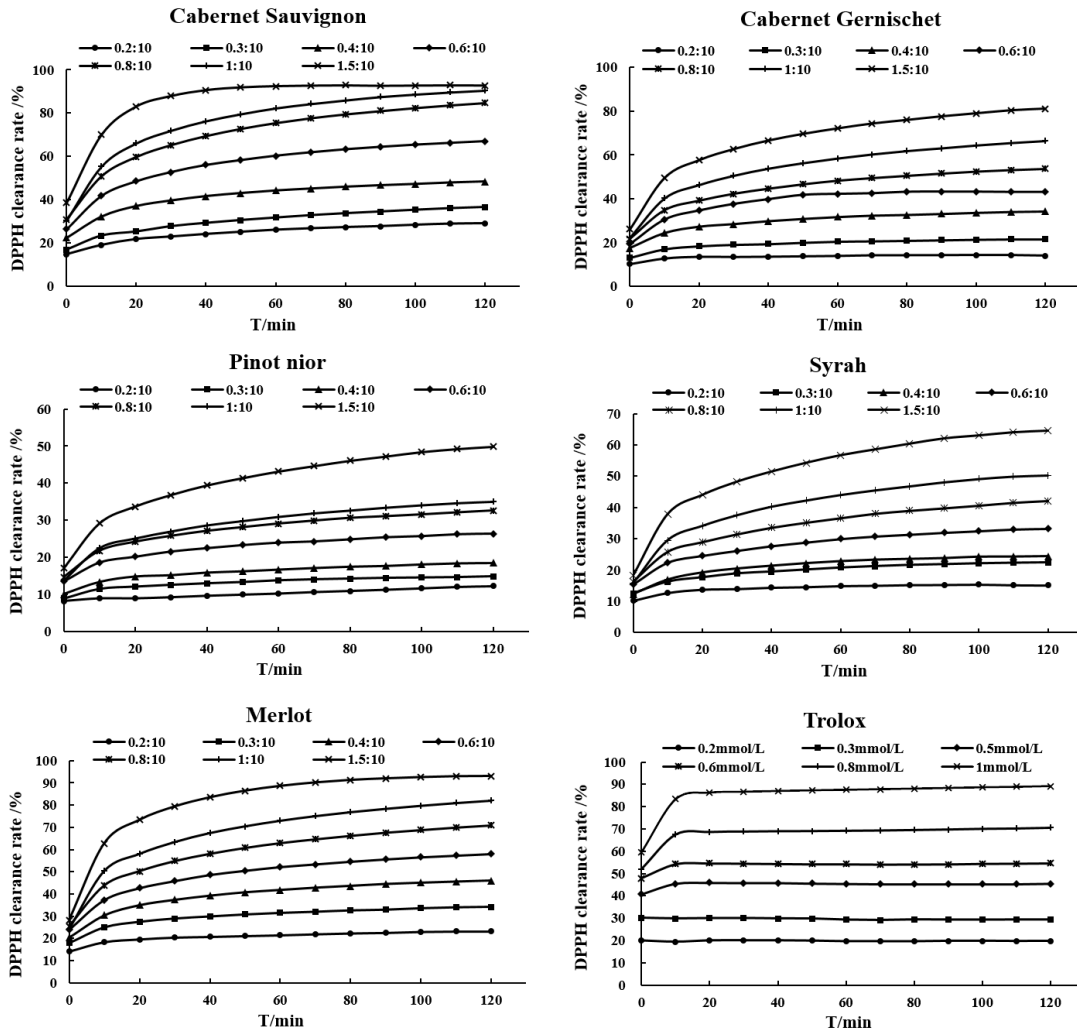 Cabernet Sauvignon
0.2:10 0.3:10 0.4:10 0.6:10
0.8:10 1:10 1.5:10
DPPH clearance rate /%
100
80
60
40
20
0
0 20 40 60 80 100 120
T/min
Cabernet Gernischet
0.2:10 0.3:10 0.4:10 0.6:10
0.8:10 1:10 1.5:10
DPPH clearance rate /%
100
80
60
40
20
0
0 20 40 60 80 100 120
T/min
Pinot nior
0.2:10 0.3:10 0.4:10 0.6:10
0.8:10 1:10 1.5:10
DPPH clearance rate /%
60
50
40
30
20
10
0
0 20 40 60 80 100 120
T/min
Syrah
0.2:10 0.3:10 0.4:10 0.6:10
0.8:10 1:10 1.5:10
DPPH clearance rate /%
70
60
50
40
30
20
10
0
0 20 40 60 80 100 120
T/min
Merlot
0.2:10 0.3:10 0.4:10 0.6:10
0.8:10 1:10 1.5:10
DPPH clearance rate /%
100
90
80
70
60
50
40
30
20
10
0
0 20 40 60 80 100 120
T/min
Trolox
0.2mmol/L 0.3mmol/L 0.5mmol/L
0.6mmol/L 0.8mmol/L 1mmol/L
DPPH clearance rate /%
100
90
80
70
60
50
40
30
20
10
0
0 20 40 60 80 100 120
T/min